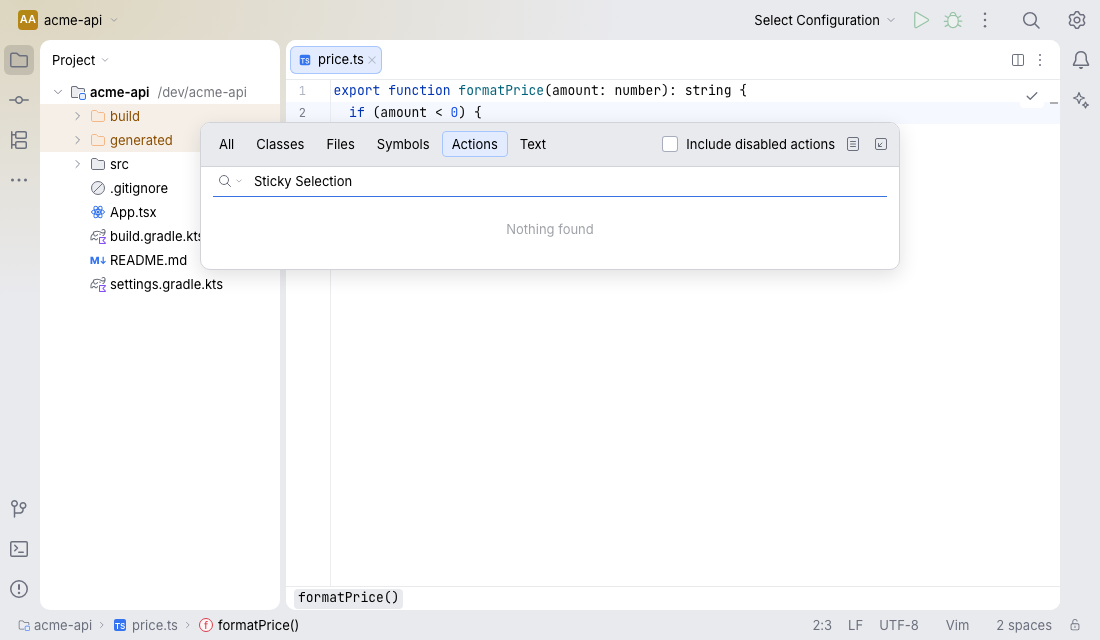 AA acme-api Select Configuration
Project
price.ts
acme-api /dev/acme-api
build
generated
src
.gitignore
App.tsx
build.gradle.kts
M↓ README.md
settings.gradle.kts
1 export function formatPrice(amount: number): string {
2 if (amount < 0) {
All Classes Files Symbols Actions Text Include disabled actions
Sticky Selection
Nothing found
formatPrice()
acme-api TS price.ts f formatPrice() 2:3 LF UTF-8 Vim 2 spaces